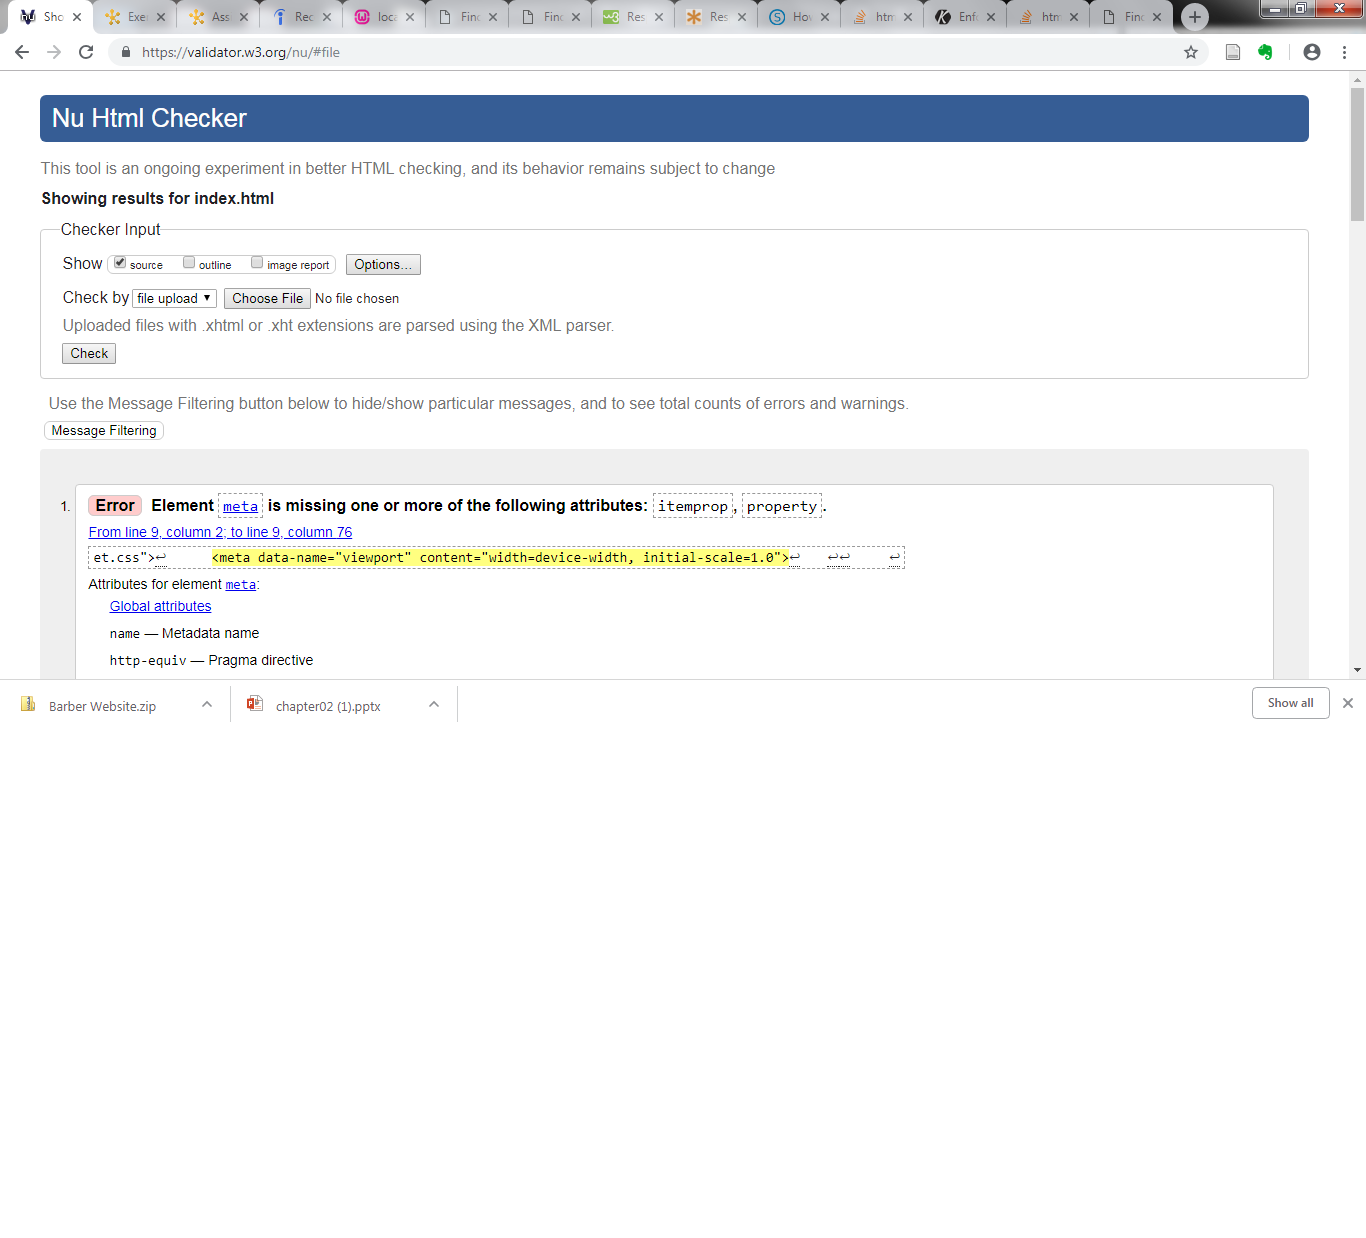 Sho
Exe
Ass
Rec
loca
Find
Find
Res
Res
How
htm
Enf
htm
Find
https://validator.w3.org/nu/#file
Nu Html Checker
This tool is an ongoing experiment in better HTML checking, and its behavior remains subject to change
Showing results for index.html
Checker Input
Show source outline image report Options...
Check by file upload Choose File No file chosen
Uploaded files with .xhtml or .xht extensions are parsed using the XML parser.
Check
Use the Message Filtering button below to hide/show particular messages, and to see total counts of errors and warnings.
Message Filtering
1. Error Element meta is missing one or more of the following attributes: itemprop, property.
From line 9, column 2; to line 9, column 76
et.css">↩ <meta data-name="viewport" content="width=device-width, initial-scale=1.0">↩ ↩↩ ↩
Attributes for element meta:
Global attributes
name — Metadata name
http-equiv — Pragma directive
Barber Website.zip
chapter02 (1).pptx
Show all